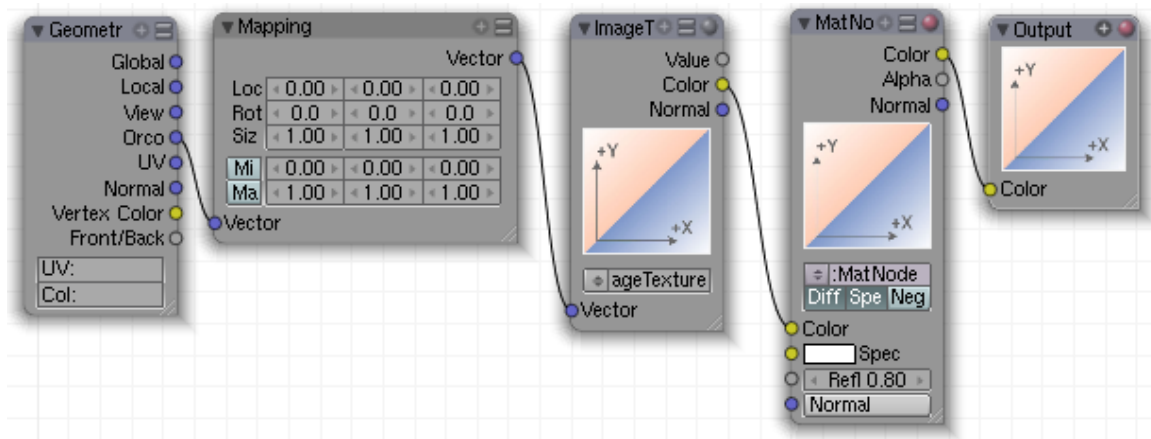 Geometr
Global
Local
View
Orco
UV
Normal
Vertex Color
Front/Back
UV:
Col:
Mapping
Vector
Loc 0.00 0.00 0.00
Rot 0.0 0.0 0.0
Siz 1.00 1.00 1.00
Mi 0.00 0.00 0.00
Ma 1.00 1.00 1.00
Vector
ImageT
Value
Color
Normal
+Y
+X
ageTexture
Vector
MatNo
Color
Alpha
Normal
+Y
+X
:MatNode
Diff Spe Neg
Color
Spec
Refl 0.80
Normal
Output
+Y
+X
Color